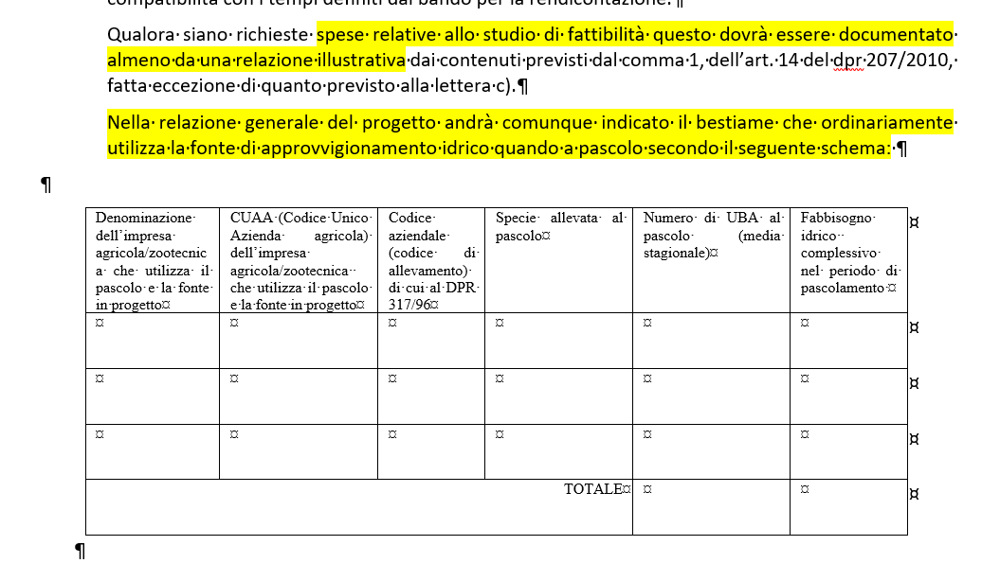 compatibilità con i tempi definiti dal bando per la rendicontazione.¶
Qualora siano richieste spese relative allo studio di fattibilità questo dovrà essere documentato
almeno da una relazione illustrativa dai contenuti previsti dal comma 1, dell'art. 14 del dpr 207/2010,
fatta eccezione di quanto previsto alla lettera c).¶
Nella relazione generale del progetto andrà comunque indicato il bestiame che ordinariamente
utilizza la fonte di approvvigionamento idrico quando a pascolo secondo il seguente schema: ¶
¶
Denominazione
dell'impresa
agricola/zootecnic
a che utilizza il
pascolo e la fonte
in progetto¤
CUAA (Codice Unico
Azienda agricola)
dell'impresa
agricola/zootecnica
che utilizza il pascolo
e la fonte in progetto¤
Codice
aziendale
(codice di
allevamento)
di cui al DPR
317/96¤
Specie allevata al
pascolo¤
Numero di UBA al
pascolo (media
stagionale)¤
Fabbisogno
idrico
complessivo
nel periodo di
pascolamento ¤
¤
¤ ¤ ¤ ¤ ¤ ¤ ¤
¤ ¤ ¤ ¤ ¤ ¤ ¤
¤ ¤ ¤ ¤ ¤ ¤ ¤
TOTALE¤ ¤ ¤ ¤
¶